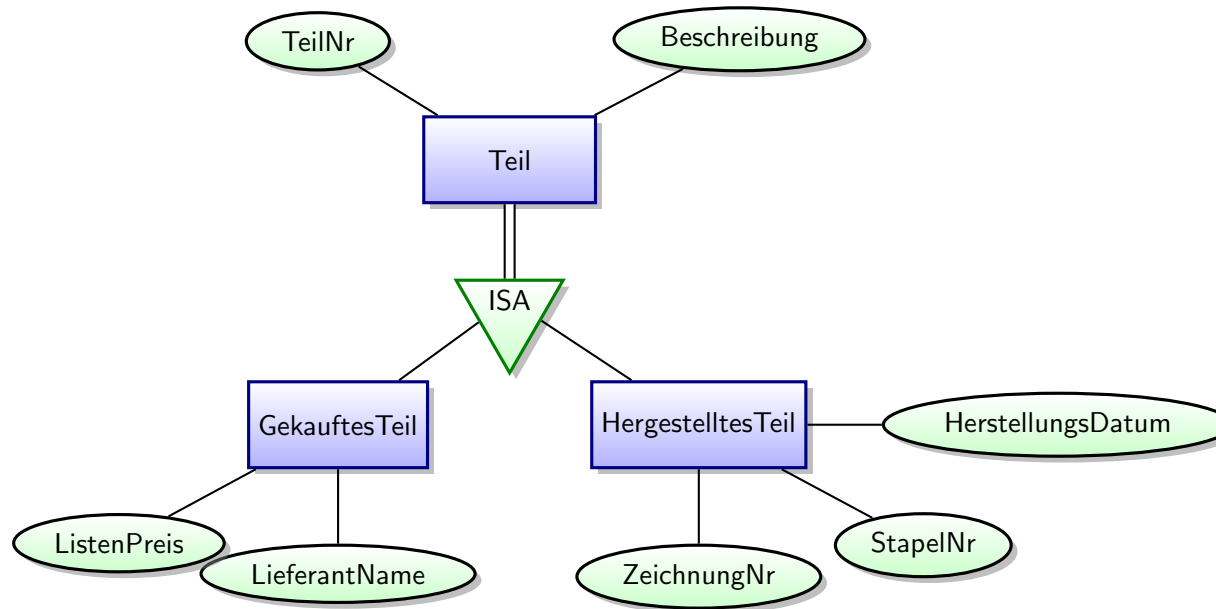 TeilNr
Beschreibung
Teil
ISA
GekauftesTeil
HergestelltesTeil
HerstellungsDatum
ListenPreis
LieferantName
ZeichnungNr
StapelNr